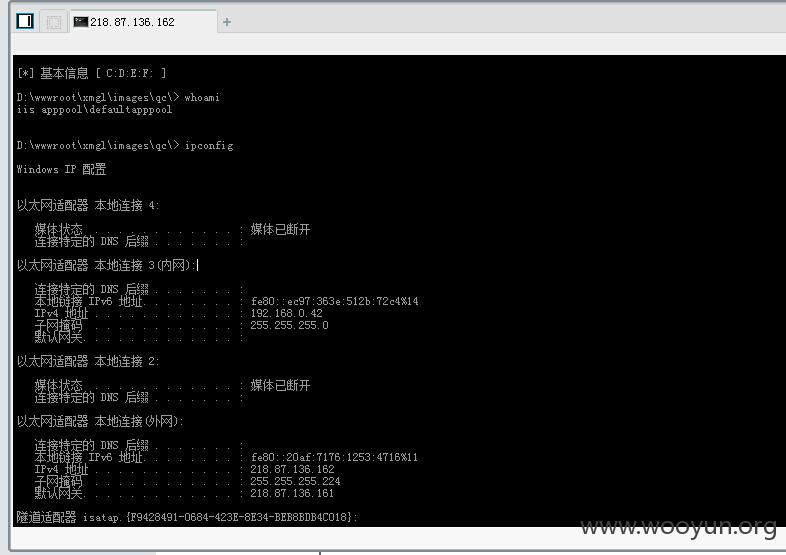 218.87.136.162
[*] 基本信息 [ C:D:E:F: ]
D:\wwwroot\xmgl\images\qc\> whoami
iis apppool\defaultapppool
D:\wwwroot\xmgl\images\qc\> ipconfig
Windows IP 配置
以太网适配器 本地连接 4:
媒体状态 . . . . . . . . . . . . : 媒体已断开
连接特定的 DNS 后缀 . . . . . . . :
以太网适配器 本地连接 3(内网):
连接特定的 DNS 后缀 . . . . . . . :
本地链接 IPv6 地址. . . . . . . . : fe80::ec97:363e:512b:72c4%14
IPv4 地址 . . . . . . . . . . . . : 192.168.0.42
子网掩码 . . . . . . . . . . . . : 255.255.255.0
默认网关. . . . . . . . . . . . . :
以太网适配器 本地连接 2:
媒体状态 . . . . . . . . . . . . : 媒体已断开
连接特定的 DNS 后缀 . . . . . . . :
以太网适配器 本地连接(外网):
连接特定的 DNS 后缀 . . . . . . . :
本地链接 IPv6 地址. . . . . . . . : fe80::20af:7176:1253:4716%11
IPv4 地址 . . . . . . . . . . . . : 218.87.136.162
子网掩码 . . . . . . . . . . . . : 255.255.255.224
默认网关. . . . . . . . . . . . . : 218.87.136.161
隧道适配器 isatap.{F9428491-0684-423E-8E34-BEB8BDB4C018}:
www.wooyun.org